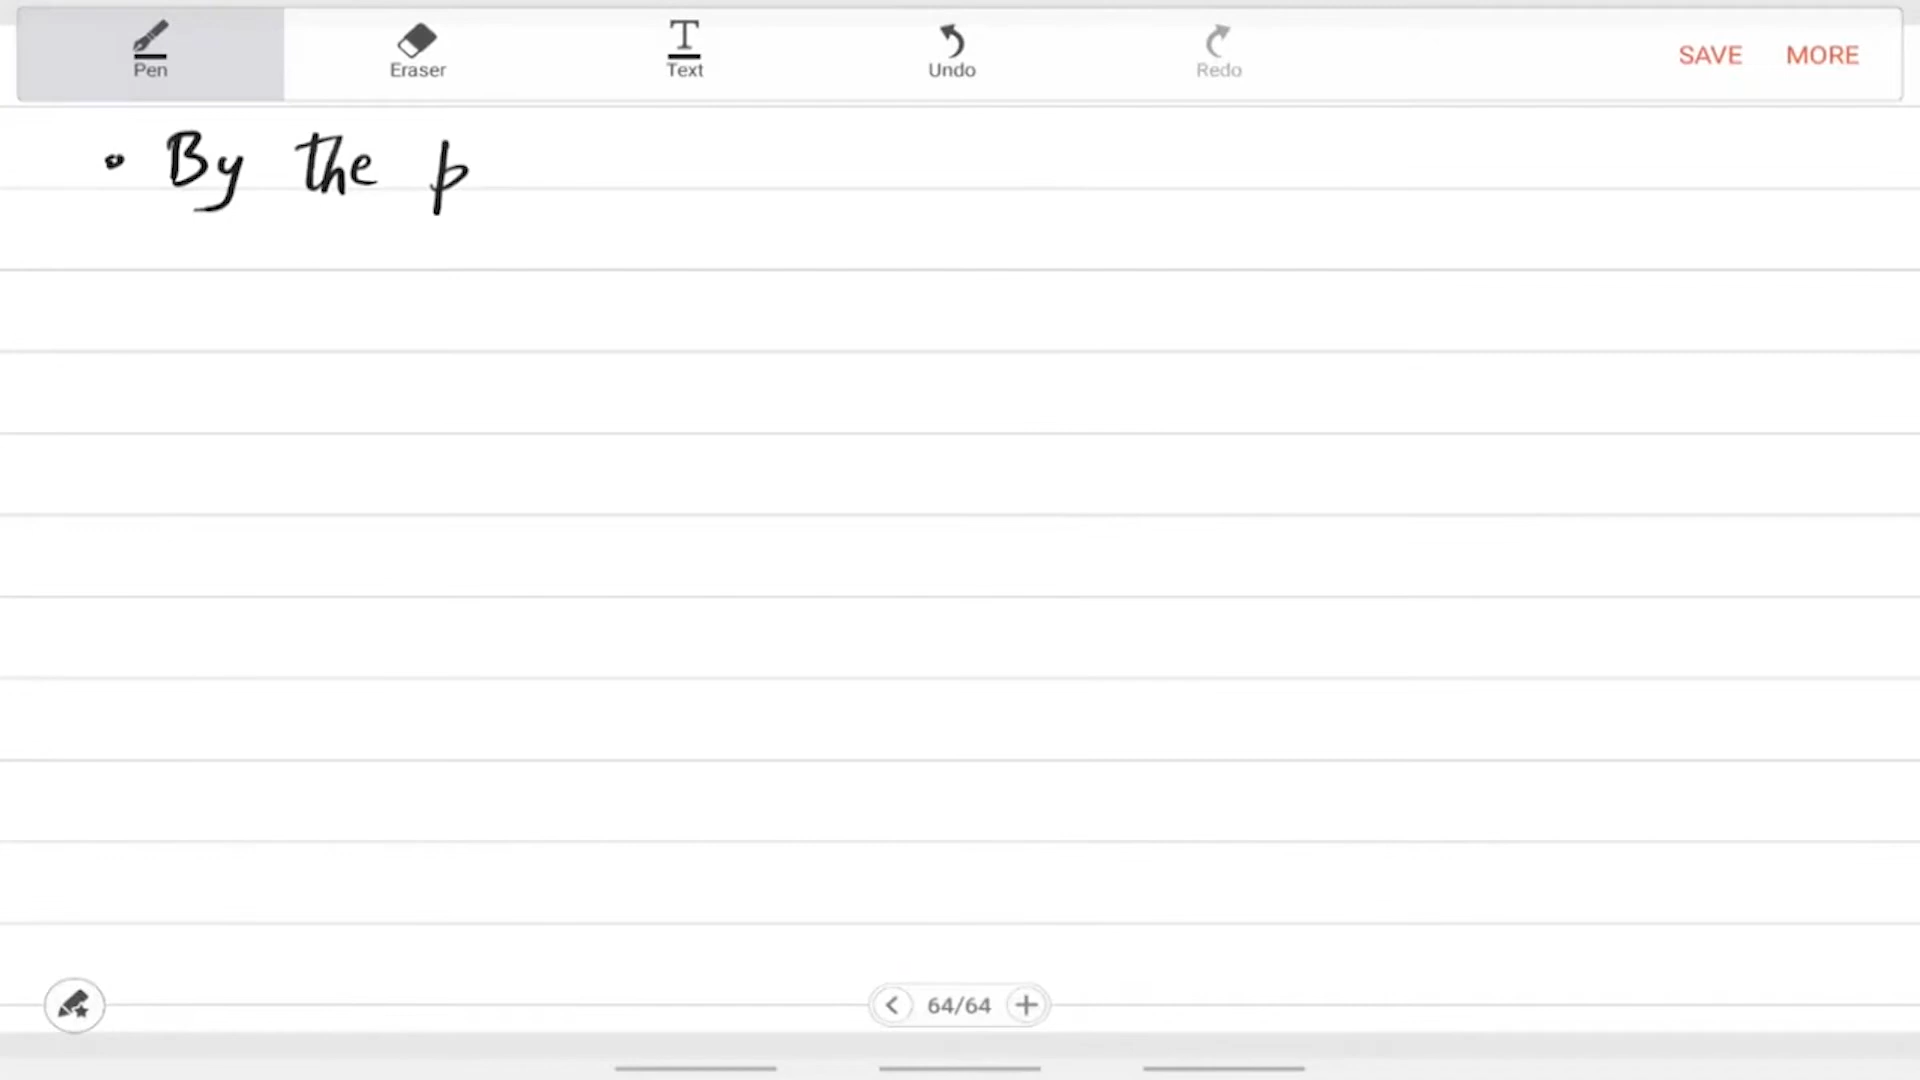 Pen Eraser Text Undo Redo SAVE MORE
• By the p
64/64